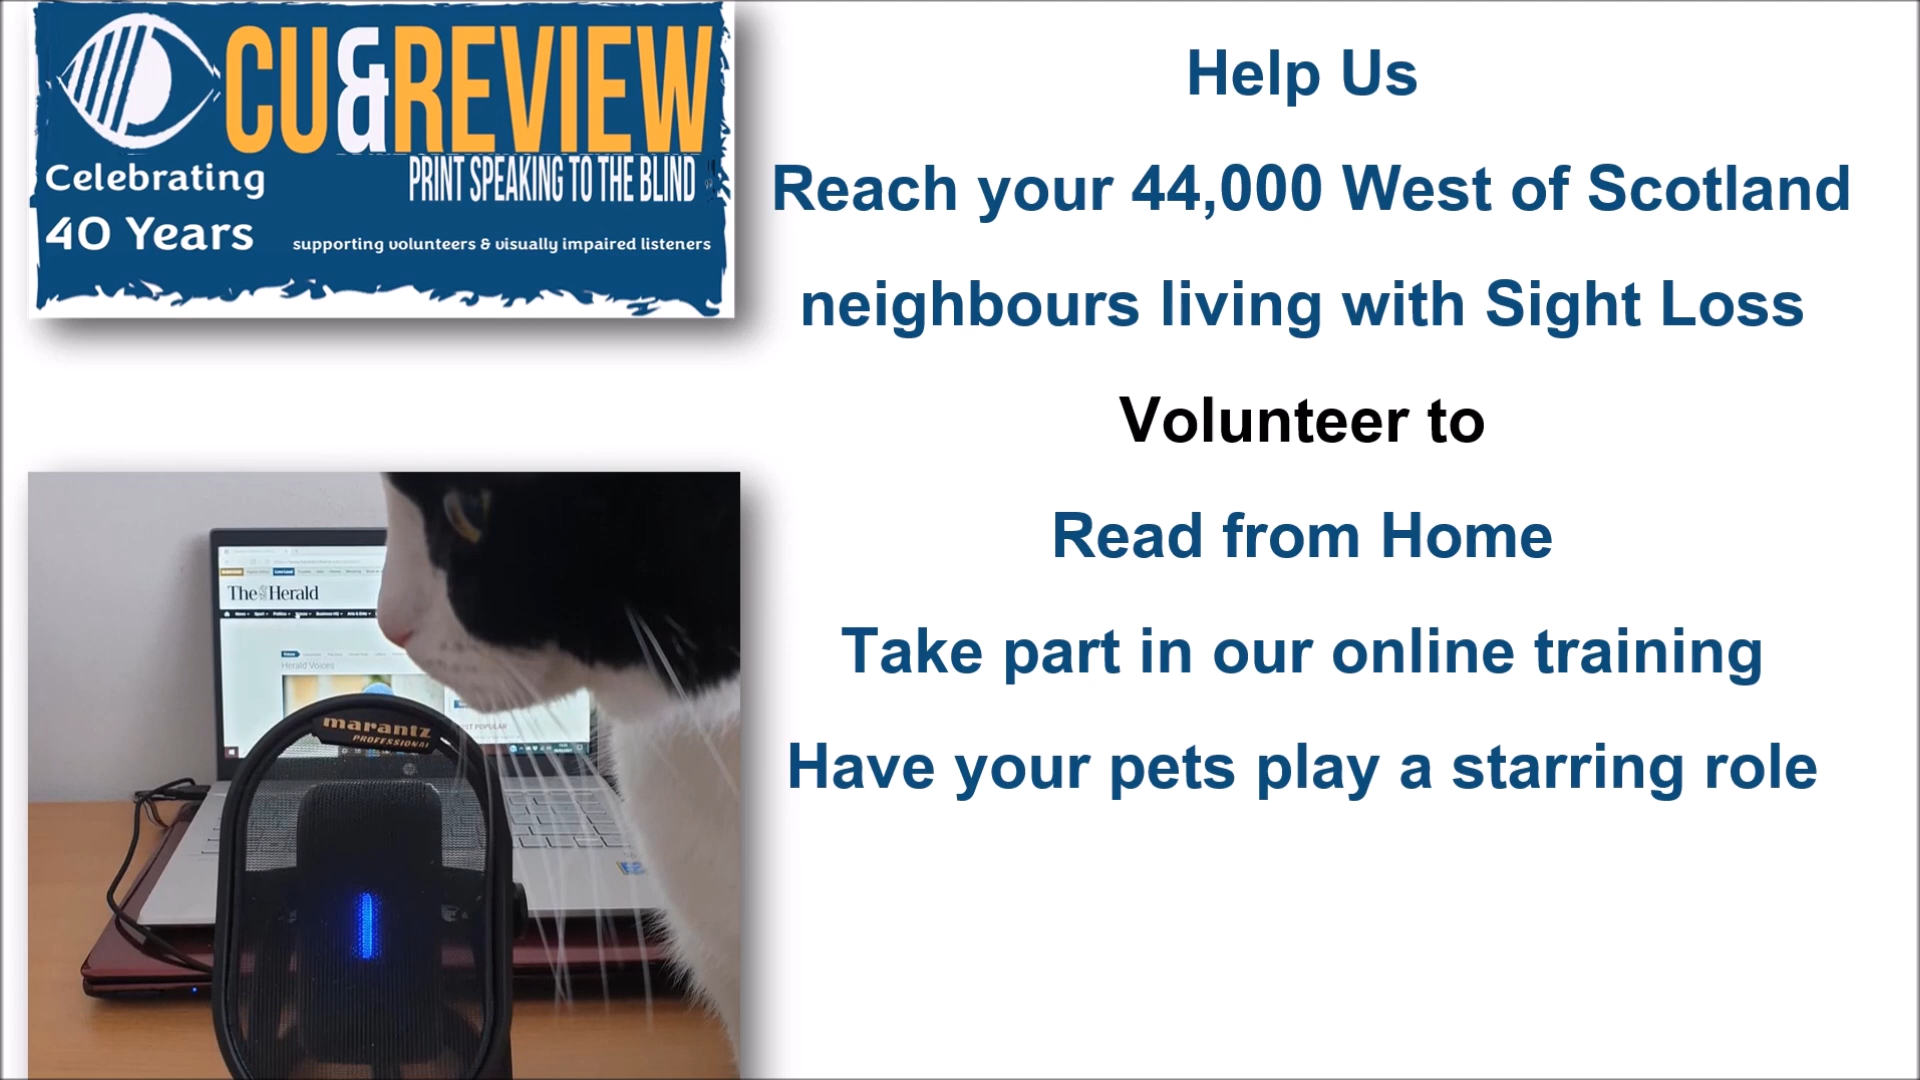 CU&REVIEW
PRINT SPEAKING TO THE BLIND
Celebrating
40 Years
supporting volunteers & visually impaired listeners
Help Us
Reach your 44,000 West of Scotland
neighbours living with Sight Loss
Volunteer to
Read from Home
Take part in our online training
Have your pets play a starring role
The Herald
Herald Voices
marantz
PROFESSIONAL